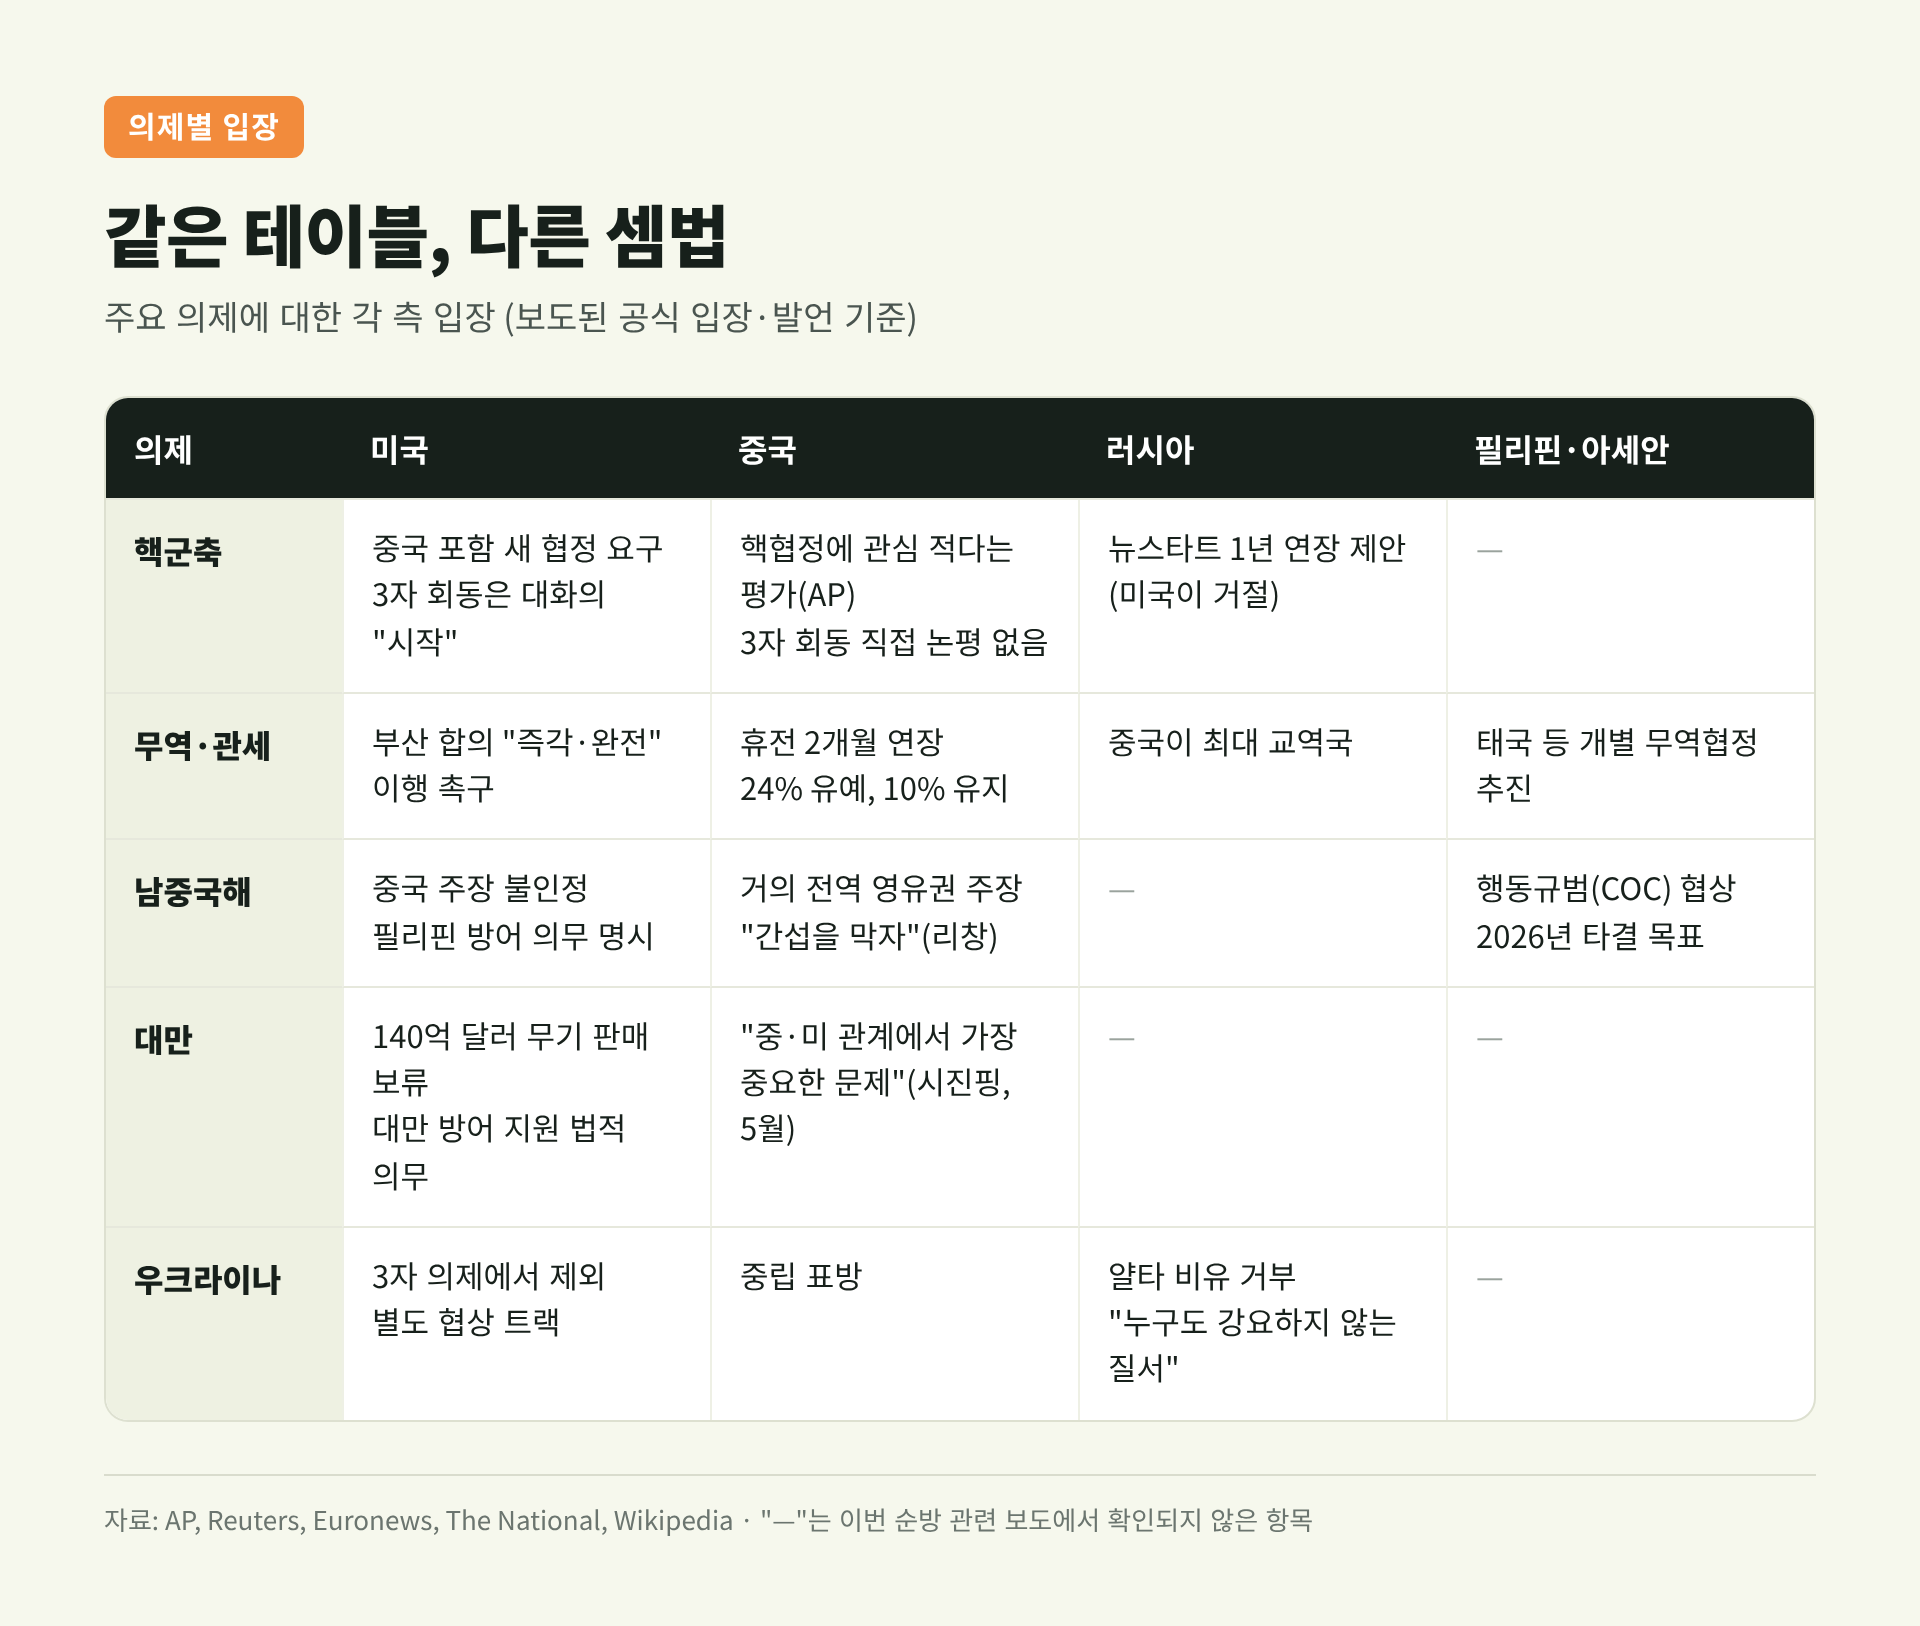 의제별 입장
같은 테이블, 다른 셈법
주요 의제에 대한 각 측 입장 (보도된 공식 입장·발언 기준)
의제
미국
중국
러시아
필리핀·아세안
핵군축
중국 포함 새 협정 요구
3자 회동은 대화의
"시작"
핵협정에 관심 적다는
평가(AP)
3자 회동 직접 논평 없음
뉴스타트 1년 연장 제안
(미국이 거절)
—
무역·관세
부산 합의 "즉각·완전"
이행 촉구
휴전 2개월 연장
24% 유예, 10% 유지
중국이 최대 교역국
태국 등 개별 무역협정
추진
남중국해
중국 주장 불인정
필리핀 방어 의무 명시
거의 전역 영유권 주장
"간섭을 막자"(리창)
—
행동규범(COC) 협상
2026년 타결 목표
대만
140억 달러 무기 판매
보류
대만 방어 지원 법적
의무
"중·미 관계에서 가장
중요한 문제"(시진핑,
5월)
—
—
우크라이나
3자 의제에서 제외
별도 협상 트랙
중립 표방
얄타 비유 거부
"누구도 강요하지 않는
질서"
—
자료: AP, Reuters, Euronews, The National, Wikipedia · "—"는 이번 순방 관련 보도에서 확인되지 않은 항목